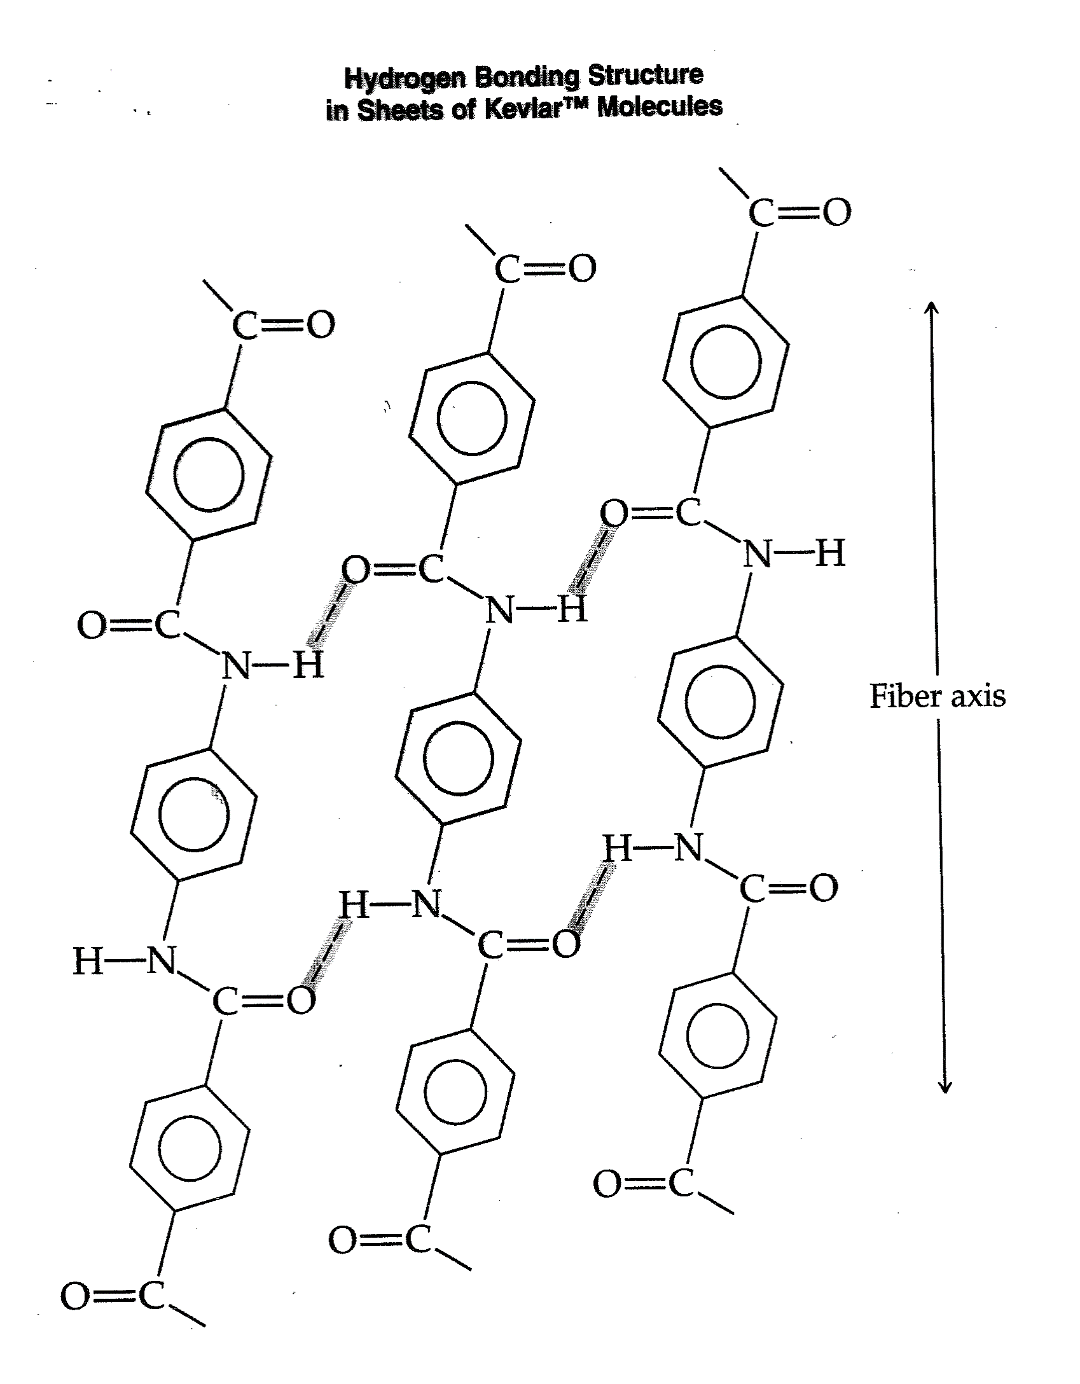 Hydrogen Bonding Structure
in Sheets of Kevlar™ Molecules
C=O
C=O
C=O
O=C
N—H
O=C
N—H
O=C
N—H
Fiber axis
H—N
C=O
H—N
C=O
H—N
C=O
O=C
O=C
O=C